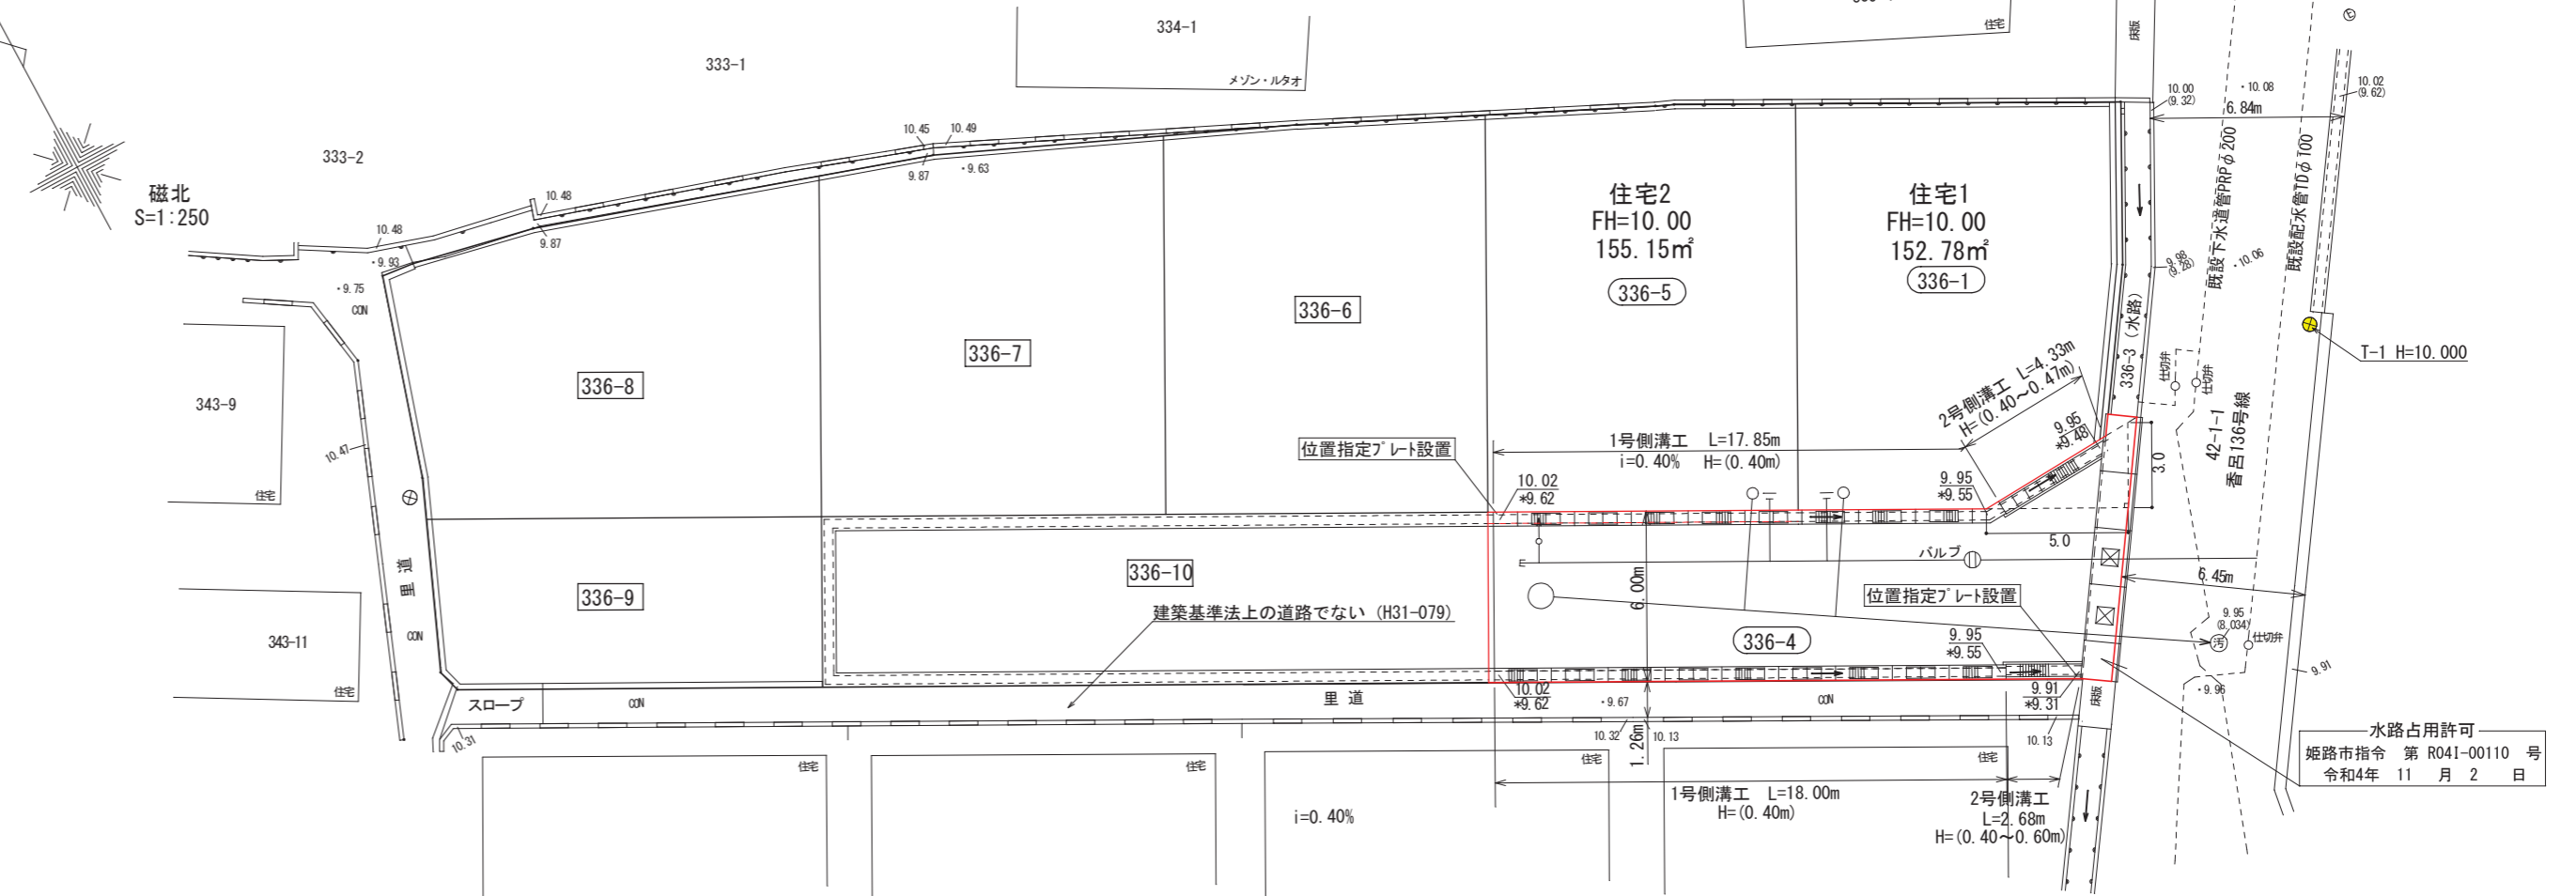 334-1
メゾン・ルタオ
住宅
床版
333-1
333-2
磁北
S=1:250
10.45
10.49
9.87
・9.63
10.48
9.87
10.48
・9.93
・9.75
CON
10.00
(9.32)
・10.08
6.84m
10.02
(9.62)
既設下水道管PRPφ200
既設配水管TDφ100
9.98
(9.28)
・10.06
住宅2
FH=10.00
155.15㎡
336-5
住宅1
FH=10.00
152.78㎡
336-1
336-6
336-7
336-8
336-3 (水路)
仕切弁
仕切弁
T-1 H=10.000
343-9
住宅
10.47
位置指定プレート設置
1号側溝工 L=17.85m
i=0.40% H=(0.40m)
2号側溝工 L=4.33m
H=(0.40～0.47m)
9.95
*9.48
42-1-1
香呂136号線
3.0
10.02
*9.62
9.95
*9.55
5.0
バルブ
6.00m
6.45m
336-10
336-9
里道
CON
建築基準法上の道路でない (H31-079)
位置指定プレート設置
336-4
9.95
*9.55
9.95
(8.034)
汚
仕切弁
9.91
・9.96
343-11
住宅
スロープ
CON
里道
10.02
*9.62
・9.67
CON
9.91
*9.31
床版
10.31
10.32
10.13
10.13
1.26m
住宅
住宅
住宅
住宅
1号側溝工 L=18.00m
H=(0.40m)
2号側溝工
L=2.68m
H=(0.40～0.60m)
i=0.40%
水路占用許可
姫路市指令 第 R04I-00110 号
令和4年 11 月 2 日